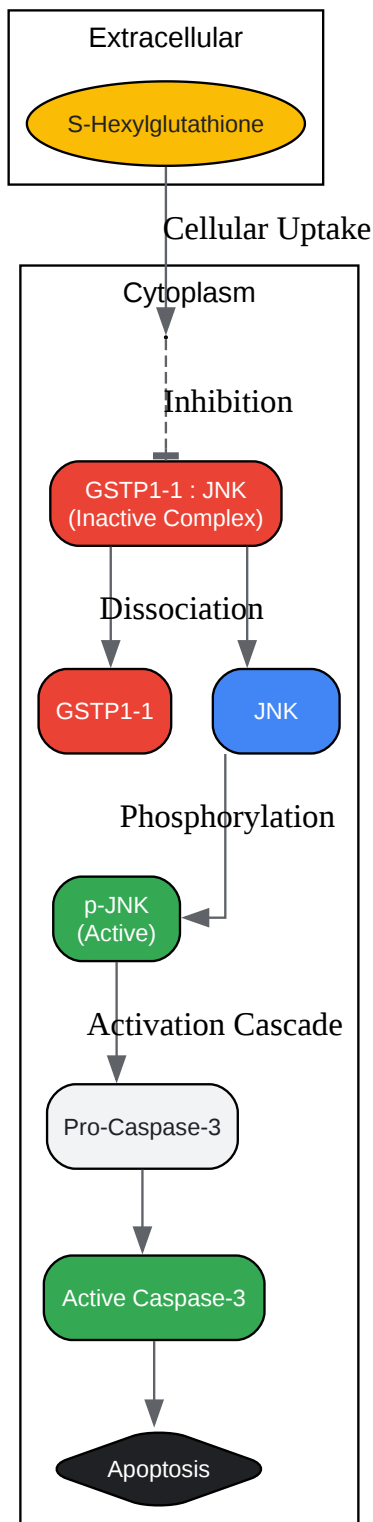 Extracellular
S-Hexylglutathione
Cellular Uptake
Cytoplasm
Inhibition
GSTP1-1 : JNK
(Inactive Complex)
Dissociation
GSTP1-1
JNK
Phosphorylation
p-JNK
(Active)
Activation Cascade
Pro-Caspase-3
Active Caspase-3
Apoptosis